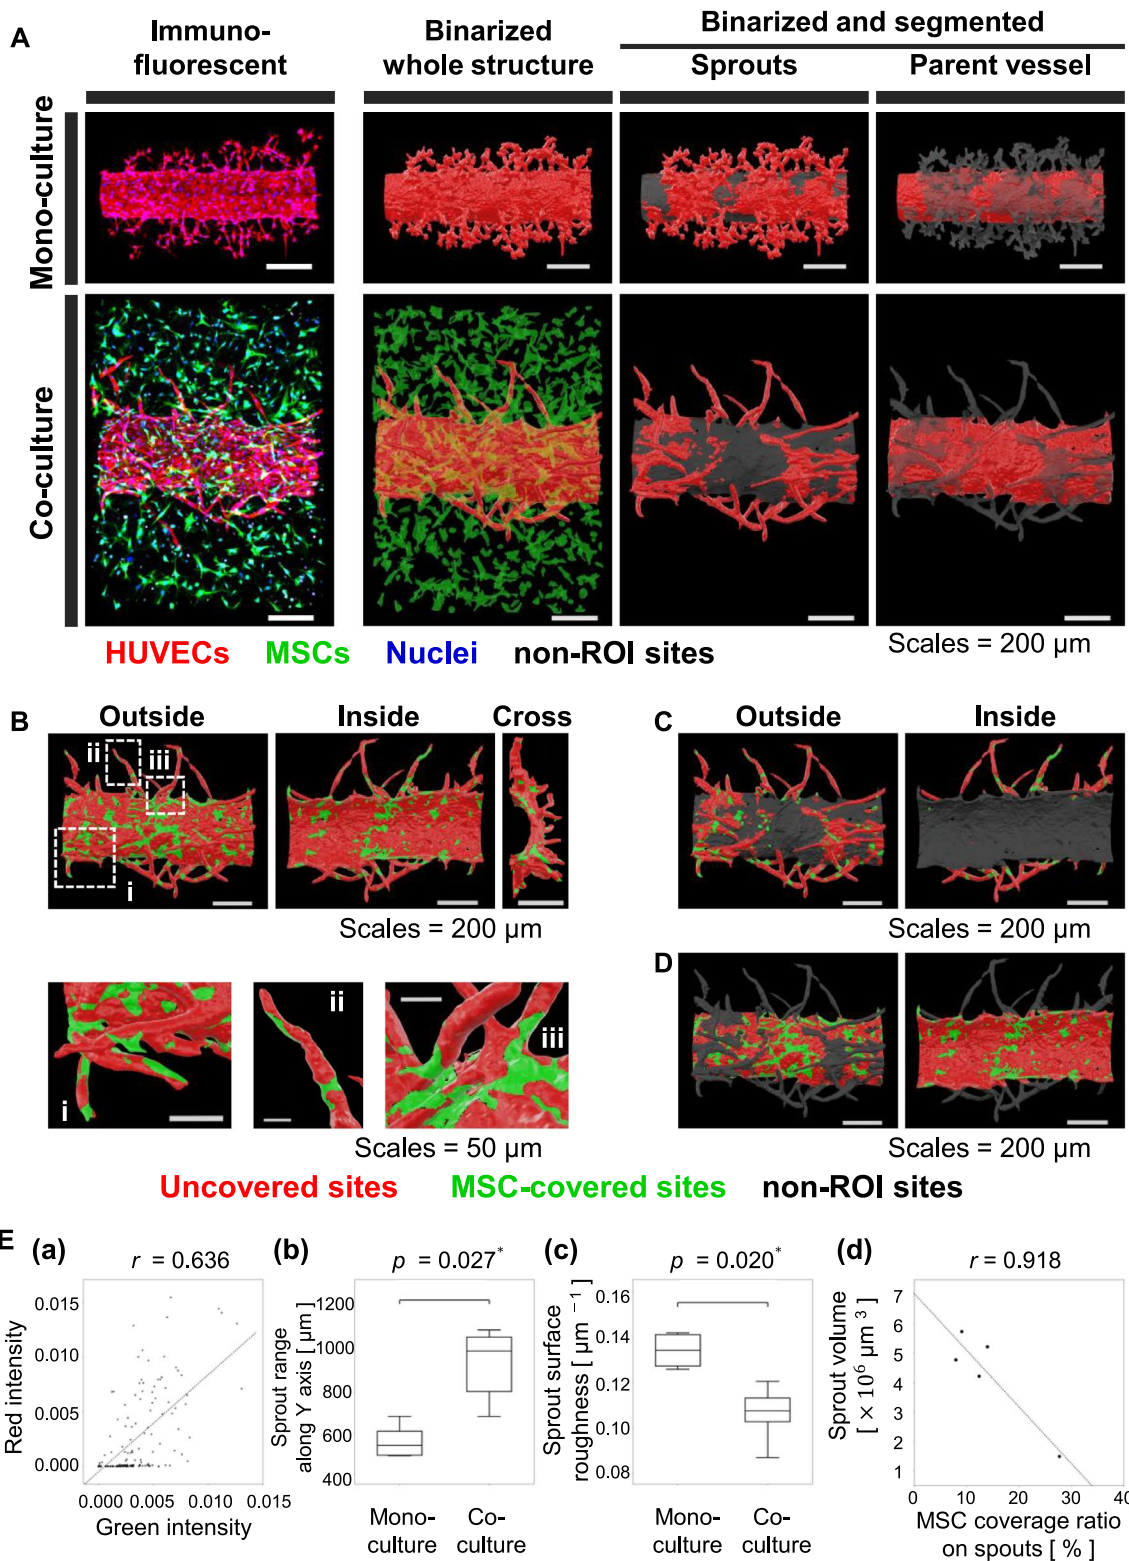 A
Immuno-
fluorescent
Binarized
whole structure
Binarized and segmented
Sprouts
Parent vessel
Mono-culture
Co-culture
HUVECs MSCs Nuclei non-ROI sites
Scales = 200 µm
B
Outside
Inside
Cross
ii
iii
i
Scales = 200 µm
i
ii
iii
Scales = 50 µm
C
Outside
Inside
Scales = 200 µm
D
Scales = 200 µm
Uncovered sites MSC-covered sites non-ROI sites
E
(a)
r = 0.636
Red intensity
0.015
0.010
0.005
0.000
0.000 0.005 0.010 0.015
Green intensity
(b)
p = 0.027*
Sprout range
along Y axis [ µm ]
1200
1000
800
600
400
Mono-
culture
Co-
culture
(c)
p = 0.020*
Sprout surface
roughness [ µm⁻¹ ]
0.16
0.14
0.12
0.10
0.08
Mono-
culture
Co-
culture
(d)
r = 0.918
Sprout volume
[ × 10⁶ µm³ ]
7
6
5
4
3
2
1
0 10 20 30 40
MSC coverage ratio
on spouts [ % ]